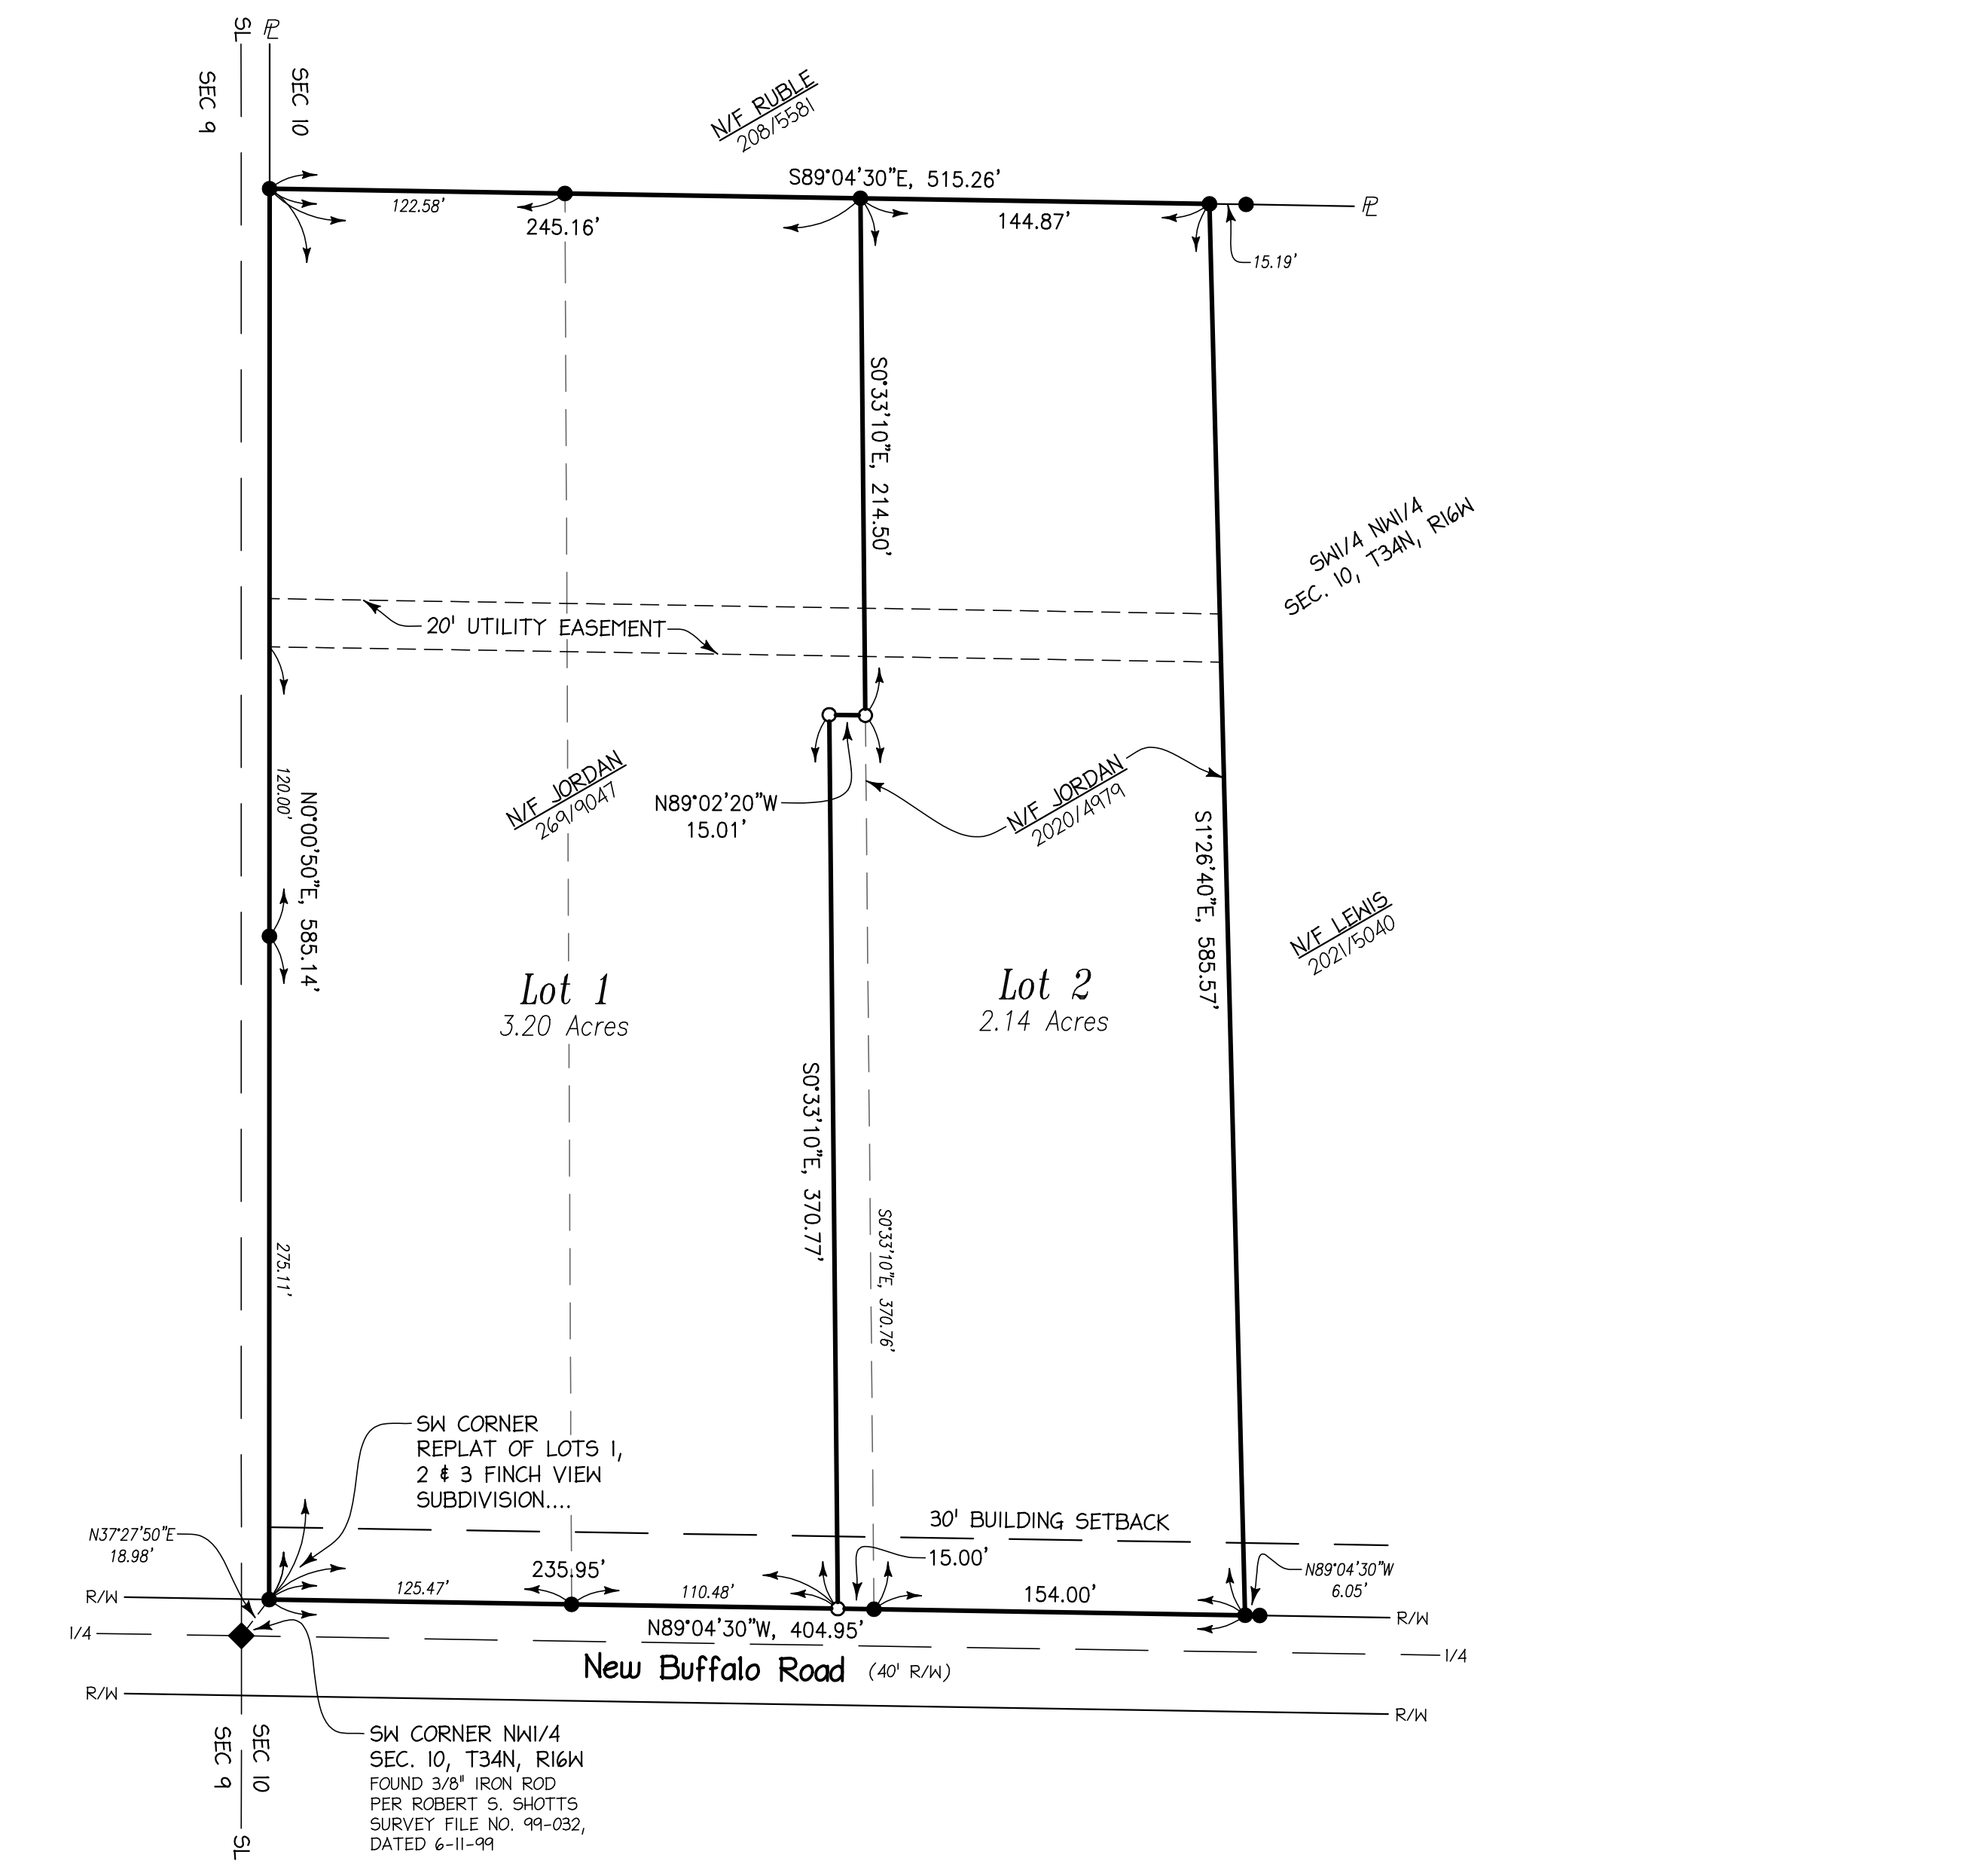 SL
PL
SEC 9
SEC 10
N/F RUBLE
208/5581
S89°04'30"E, 515.26'
122.58'
245.16'
144.87'
PL
15.19'
S0°33'10"E, 214.50'
SW1/4 NW1/4
SEC. 10, T34N, R16W
20' UTILITY EASEMENT
N/F JORDAN
269/9047
N89°02'20"W
15.01'
N/F JORDAN
2020/4979
120.00'
N0°00'50"E, 585.14'
S1°26'40"E, 585.57'
N/F LEWIS
2021/5040
Lot 1
3.20 Acres
Lot 2
2.14 Acres
S0°33'10"E, 370.77'
S0°33'10"E, 370.76'
275.11'
SW CORNER
REPLAT OF LOTS 1,
2 & 3 FINCH VIEW
SUBDIVISION....
30' BUILDING SETBACK
N37°27'50"E
18.98'
235.95'
15.00'
N89°04'30"W
6.05'
125.47'
110.48'
154.00'
R/W
R/W
N89°04'30"W, 404.95'
1/4
1/4
New Buffalo Road (40' R/W)
R/W
R/W
SEC 9
SEC 10
SW CORNER NW1/4
SEC. 10, T34N, R16W
FOUND 3/8" IRON ROD
PER ROBERT S. SHOTTS
SURVEY FILE NO. 99-032,
DATED 6-11-99
SL